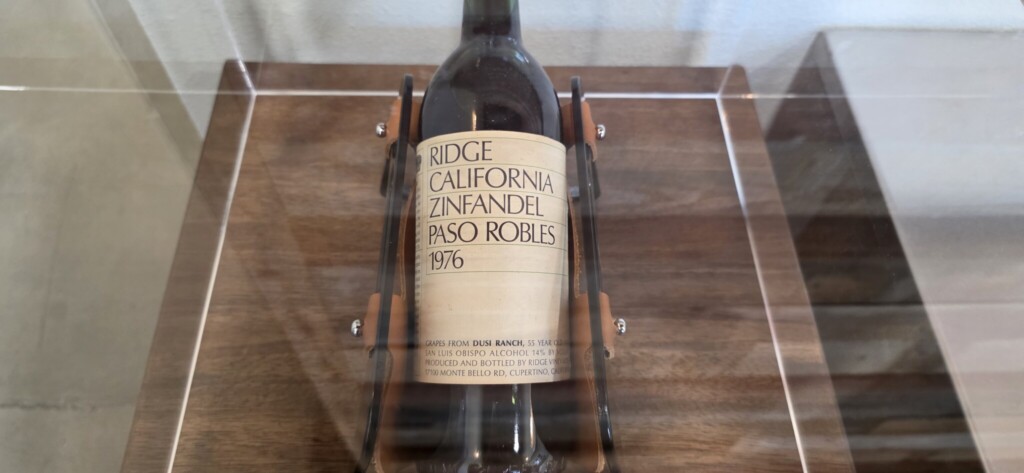 RIDGE
CALIFORNIA
ZINFANDEL
PASO ROBLES
1976
GRAPES FROM DUSI RANCH, 55 YEAR
SAN LUIS OBISPO ALCOHOL 14% BY
PRODUCED AND BOTTLED BY RIDGE
17100 MONTE BELLO RD, CUPERTINO,